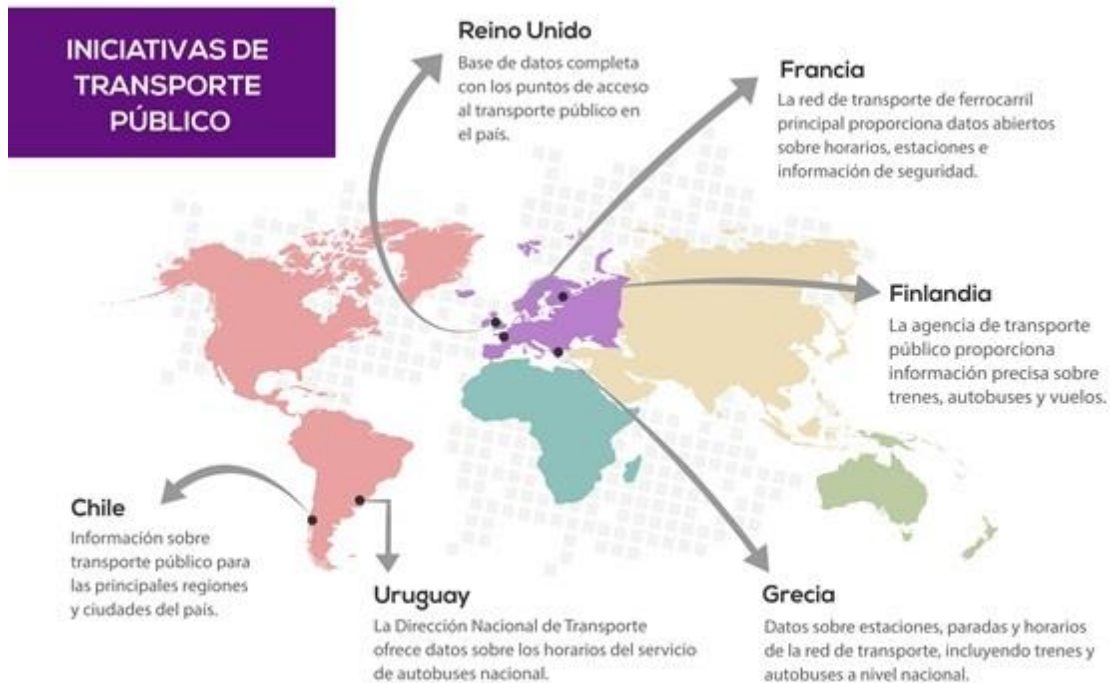 INICIATIVAS DE
TRANSPORTE
PÚBLICO
Reino Unido
Base de datos completa
con los puntos de acceso
al transporte público en
el país.
Francia
La red de transporte de ferrocarril
principal proporciona datos abiertos
sobre horarios, estaciones e
información de seguridad.
Finlandia
La agencia de transporte
público proporciona
información precisa sobre
trenes, autobuses y vuelos.
Chile
Información sobre
transporte público para
las principales regiones
y ciudades del país.
Uruguay
La Dirección Nacional de Transporte
ofrece datos sobre los horarios del servicio
de autobuses nacional.
Grecia
Datos sobre estaciones, paradas y horarios
de la red de transporte, incluyendo trenes y
autobuses a nivel nacional.